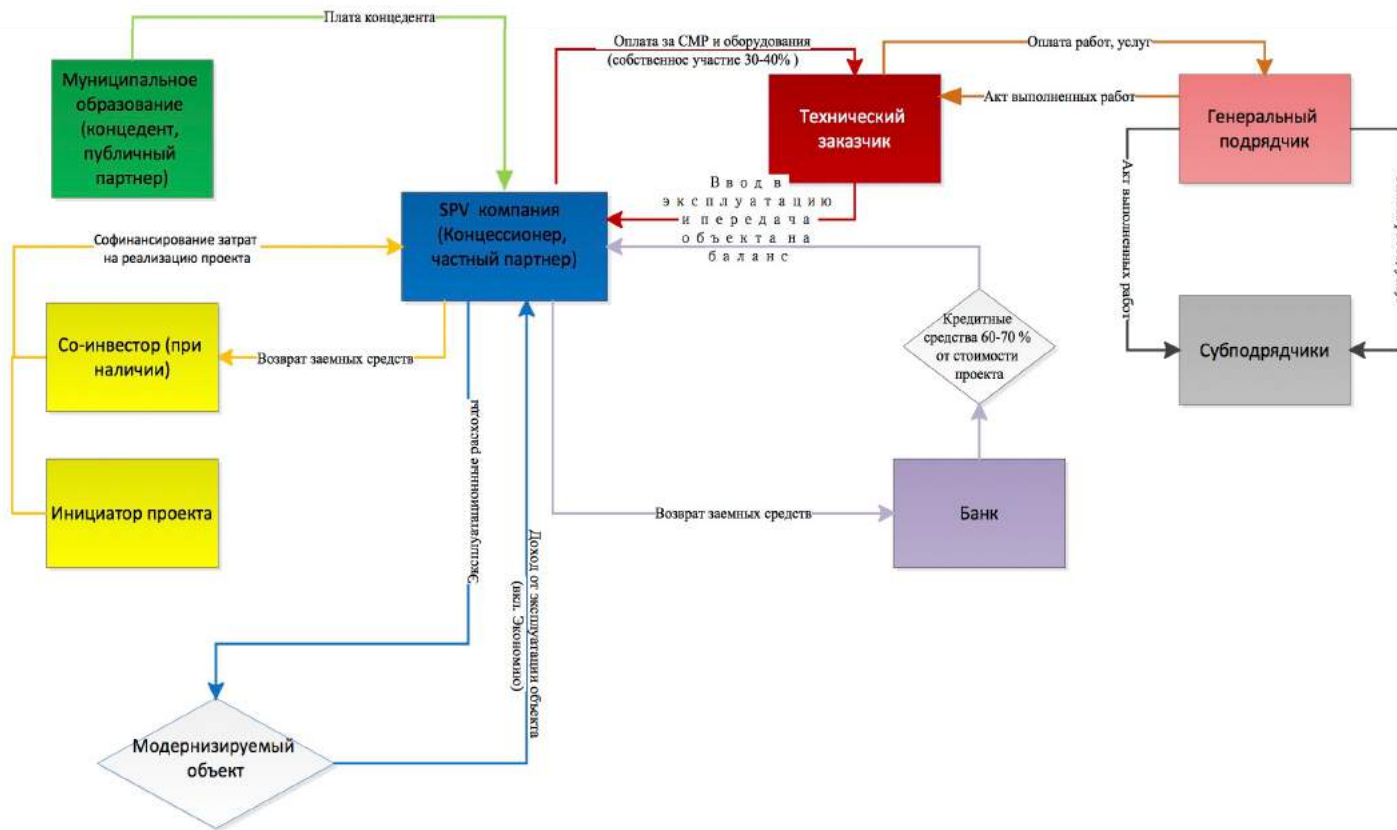 Плата концедента
Муниципальное
образование
(концедент,
публичный
партнер)
Оплата за СМР и оборудования
(собственное участие 30-40% )
Технический
заказчик
Оплата работ, услуг
Акт выполненных работ
Генеральный
подрядчик
Ввод в
эксплуатацию
и передача
объекта на
баланс
SPV компания
(Концессионер,
частный партнер)
Софинансирование затрат
на реализацию проекта
Акт выполненных работ
Со-инвестор (при
наличии)
Возврат заемных средств
Кредитные
средства 60-70 %
от стоимости
проекта
Субподрядчики
Эксплуатационные расходы
Инициатор проекта
Возврат заемных средств
Банк
Доход от эксплуатации объекта
(вкл. Экономию)
Модернизируемый
объект